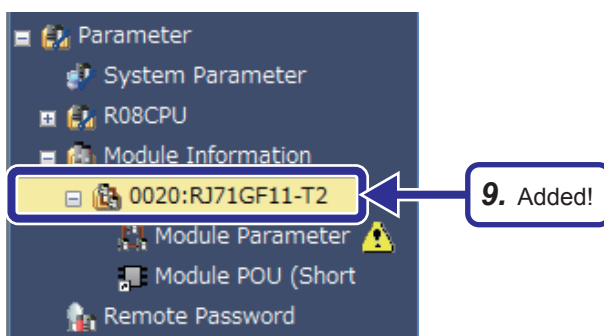 Parameter
System Parameter
R08CPU
Module Information
0020:RJ71GF11-T2
9. Added!
Module Parameter
Module POU (Short
Remote Password